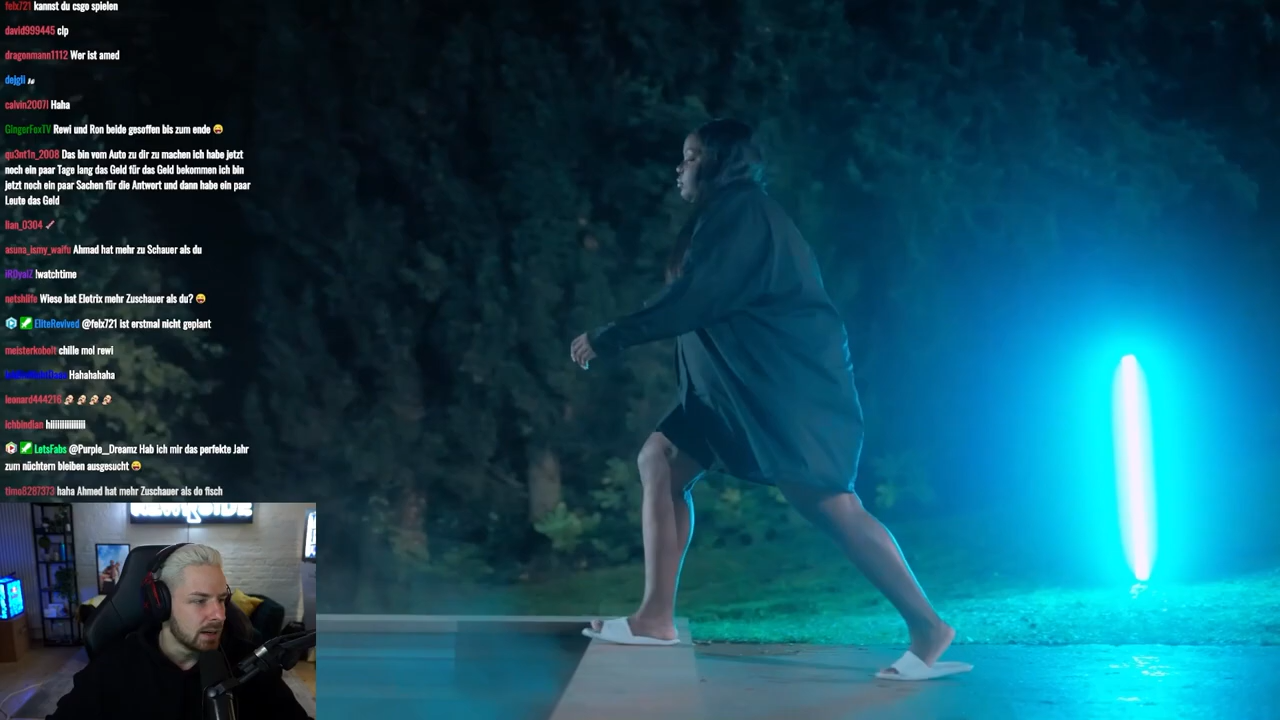 felx721 kannst du csgo spielen
david999445 clp
dragenmann1112 Wer ist amed
dejgli
calvin2007l Haha
GingerFoxTV Rewi und Ron beide gesoffen bis zum ende 😄
qu3nt1n_2008 Das bin vom Auto zu dir zu machen ich habe jetzt
noch ein paar Tage lang das Geld für das Geld bekommen ich bin
jetzt noch ein paar Sachen für die Antwort und dann habe ein paar
Leute das Geld
lian_0304
asuna_ismy_waifu Ahmad hat mehr zu Schauer als du
!watchtime
netshlife Wieso hat Elotrix mehr Zuschauer als du? 😄
EliteRevived @felx721 ist erstmal nicht geplant
meisterkobolt chille mol rewi
Hahahahaha
leonard444216
ichbindian
LetsFabs @Purple__Dreamz Hab ich mir das perfekte Jahr
zum nüchtern bleiben ausgesucht 😄
timo8287373 haha Ahmed hat mehr Zuschauer als do fisch